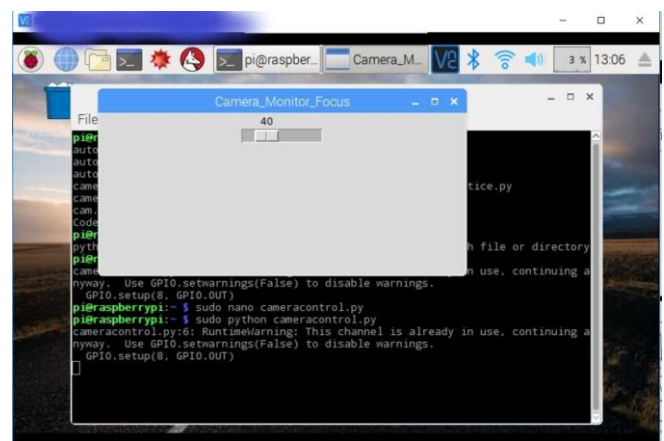 pi@raspber...
Camera_M...
3 %
13:06
Camera_Monitor_Focus
File
40
pi@r
auto
auto
auto
came
came
tice.py
cam.
Code
pi@r
pyth
h file or directory
pi@r
came
n use, continuing a
nyway. Use GPIO.setwarnings(False) to disable warnings.
GPIO.setup(8, GPIO.OUT)
pi@raspberrypi:~ $ sudo nano cameracontrol.py
pi@raspberrypi:~ $ sudo python cameracontrol.py
cameracontrol.py:6: RuntimeWarning: This channel is already in use, continuing a
nyway. Use GPIO.setwarnings(False) to disable warnings.
GPIO.setup(8, GPIO.OUT)